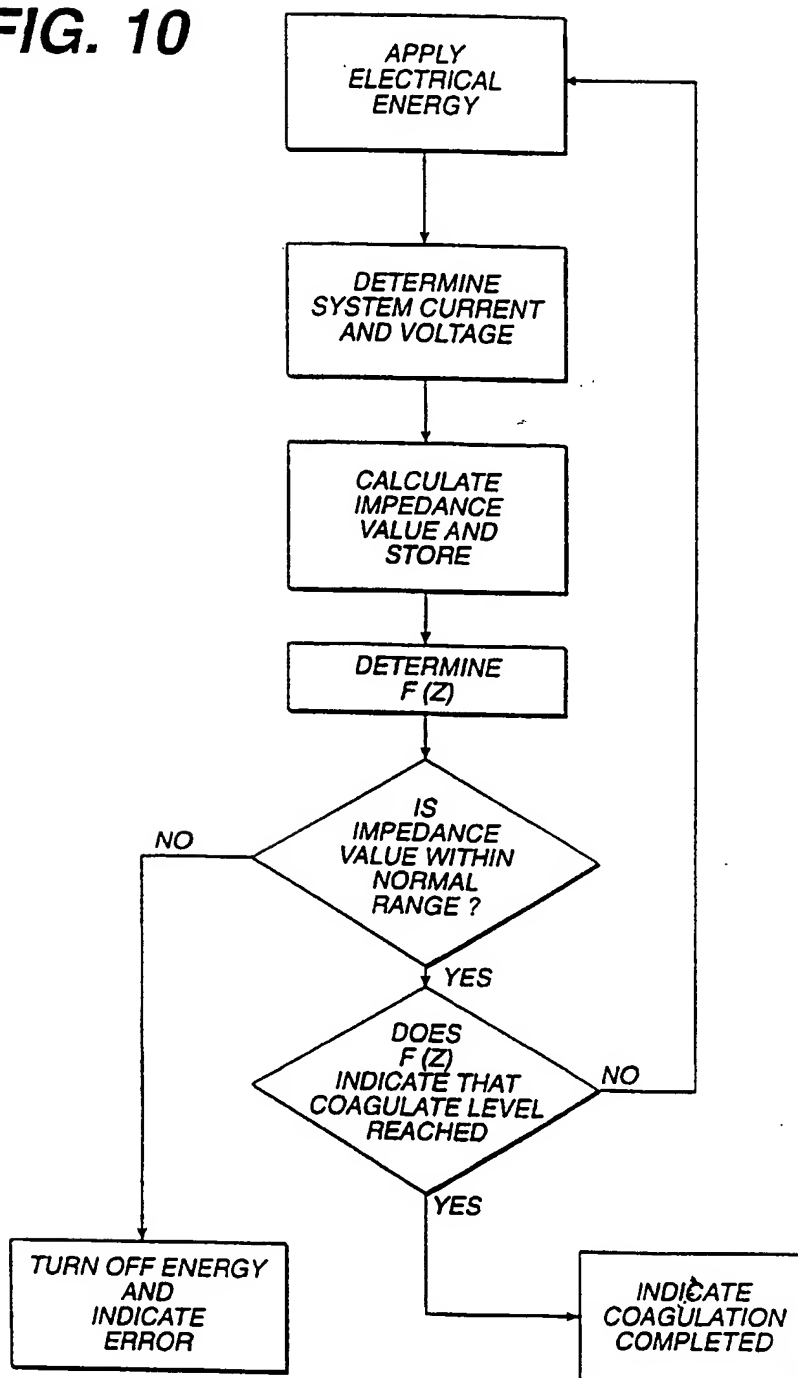 FIG. 10
APPLY
ELECTRICAL
ENERGY
DETERMINE
SYSTEM CURRENT
AND VOLTAGE
CALCULATE
IMPEDANCE
VALUE AND
STORE
DETERMINE
F (Z)
IS
IMPEDANCE
VALUE WITHIN
NORMAL
RANGE ?
NO
YES
DOES
F (Z)
INDICATE THAT
COAGULATE LEVEL
REACHED
NO
YES
TURN OFF ENERGY
AND
INDICATE
ERROR
INDICATE
COAGULATION
COMPLETED